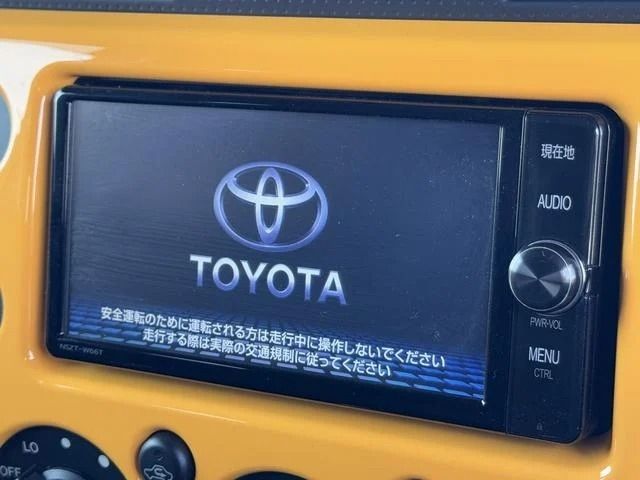 現在地
AUDIO
TOYOTA
PWR-VOL
安全運転のために運転される方は走行中に操作しないでください
走行する際は実際の交通規制に従ってください
NSZT-W66T
MENU
CTRL
LO
OFF